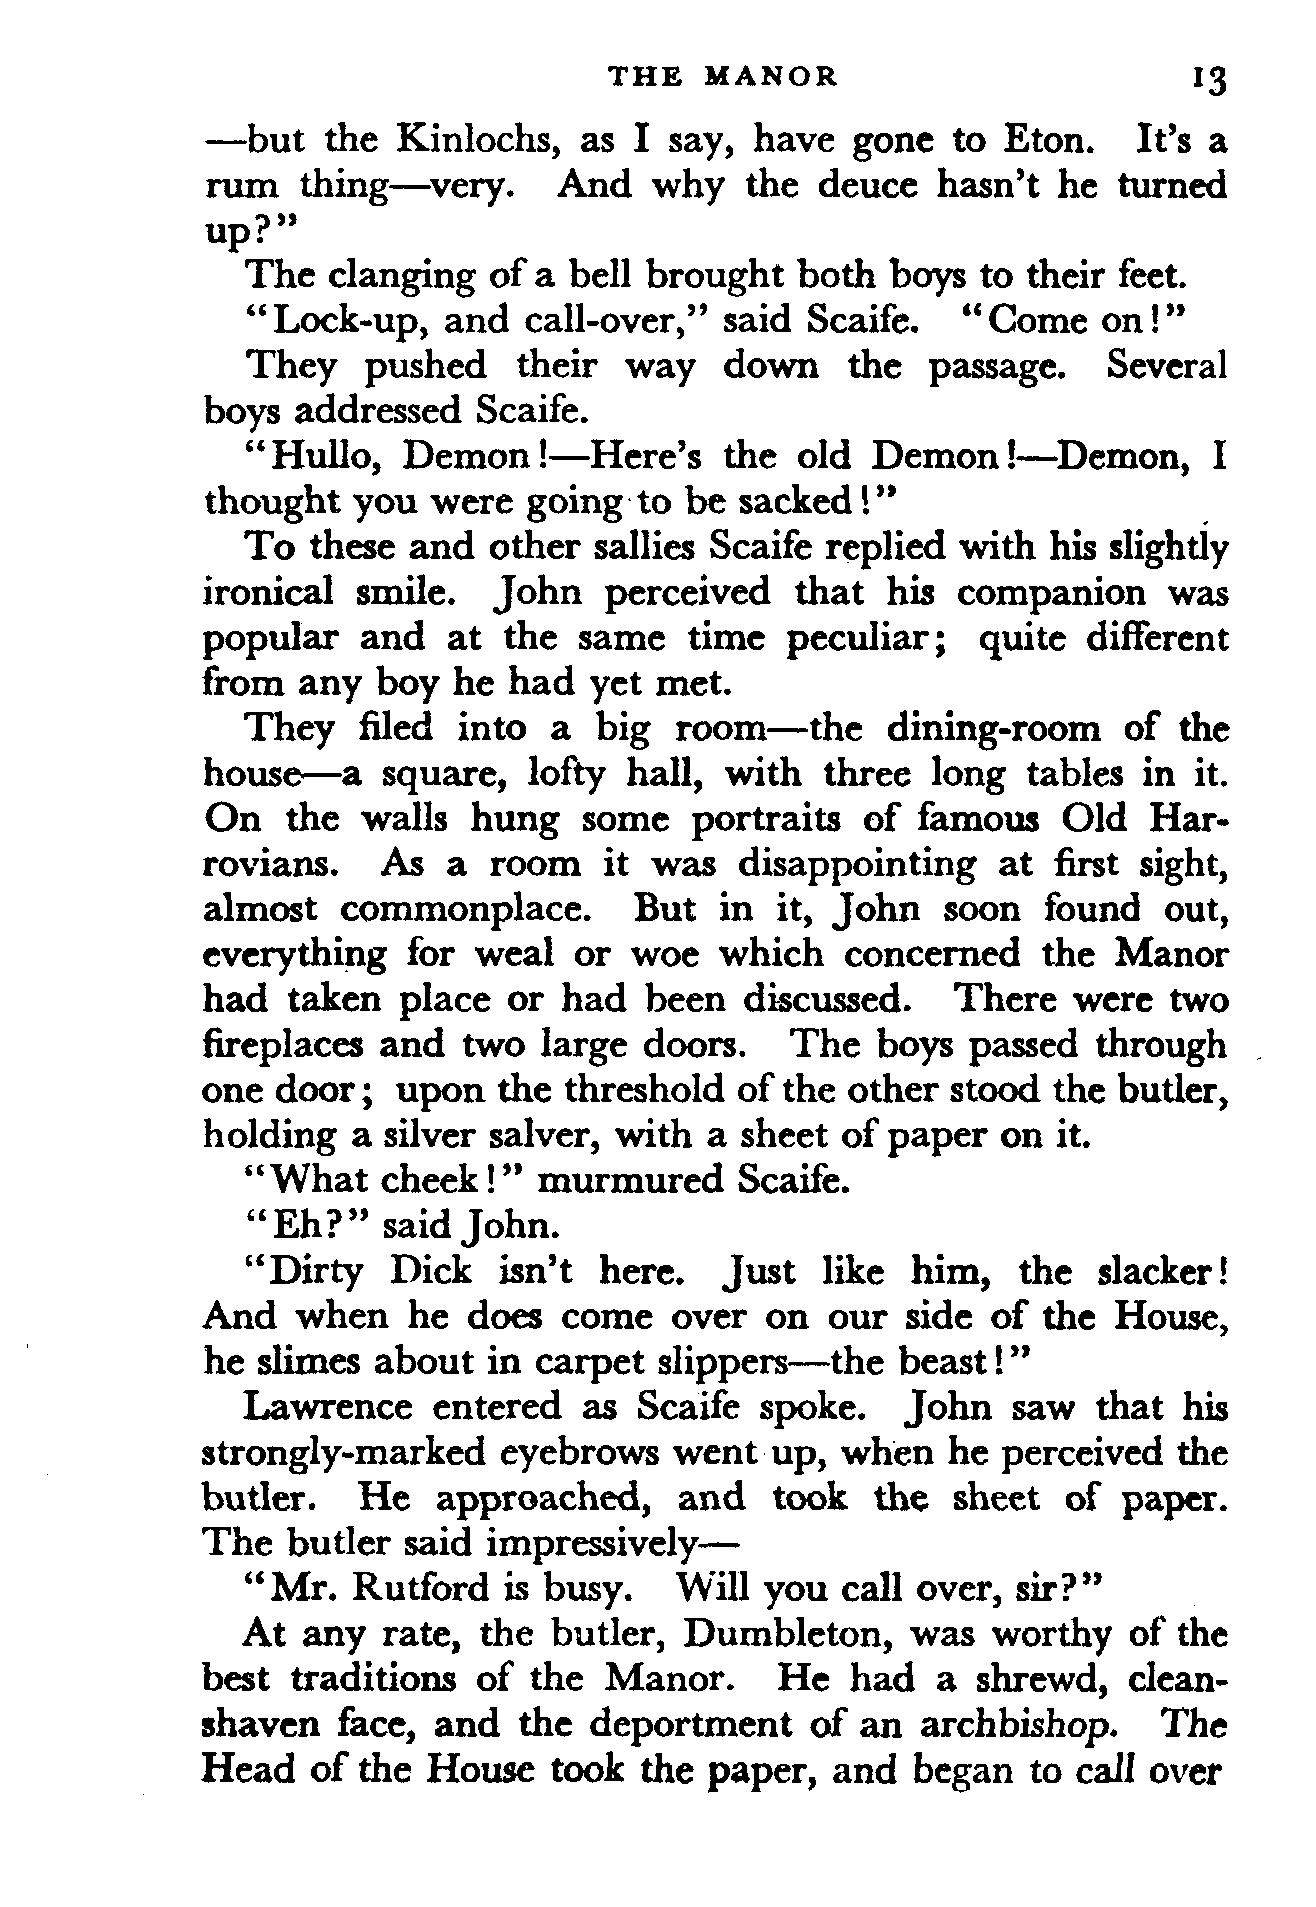 THE MANOR 13
—but the Kinlochs, as I say, have gone to Eton. It's a
rum thing—very. And why the deuce hasn't he turned
up?"
The clanging of a bell brought both boys to their feet.
"Lock-up, and call-over," said Scaife. "Come on!"
They pushed their way down the passage. Several
boys addressed Scaife.
"Hullo, Demon!—Here's the old Demon!—Demon, I
thought you were going to be sacked!"
To these and other sallies Scaife replied with his slightly
ironical smile. John perceived that his companion was
popular and at the same time peculiar; quite different
from any boy he had yet met.
They filed into a big room—the dining-room of the
house—a square, lofty hall, with three long tables in it.
On the walls hung some portraits of famous Old Har-
rovians. As a room it was disappointing at first sight,
almost commonplace. But in it, John soon found out,
everything for weal or woe which concerned the Manor
had taken place or had been discussed. There were two
fireplaces and two large doors. The boys passed through
one door; upon the threshold of the other stood the butler,
holding a silver salver, with a sheet of paper on it.
"What cheek!" murmured Scaife.
"Eh?" said John.
"Dirty Dick isn't here. Just like him, the slacker!
And when he does come over on our side of the House,
he slimes about in carpet slippers—the beast!"
Lawrence entered as Scaife spoke. John saw that his
strongly-marked eyebrows went up, when he perceived the
butler. He approached, and took the sheet of paper.
The butler said impressively—
"Mr. Rutford is busy. Will you call over, sir?"
At any rate, the butler, Dumbleton, was worthy of the
best traditions of the Manor. He had a shrewd, clean-
shaven face, and the deportment of an archbishop. The
Head of the House took the paper, and began to call over